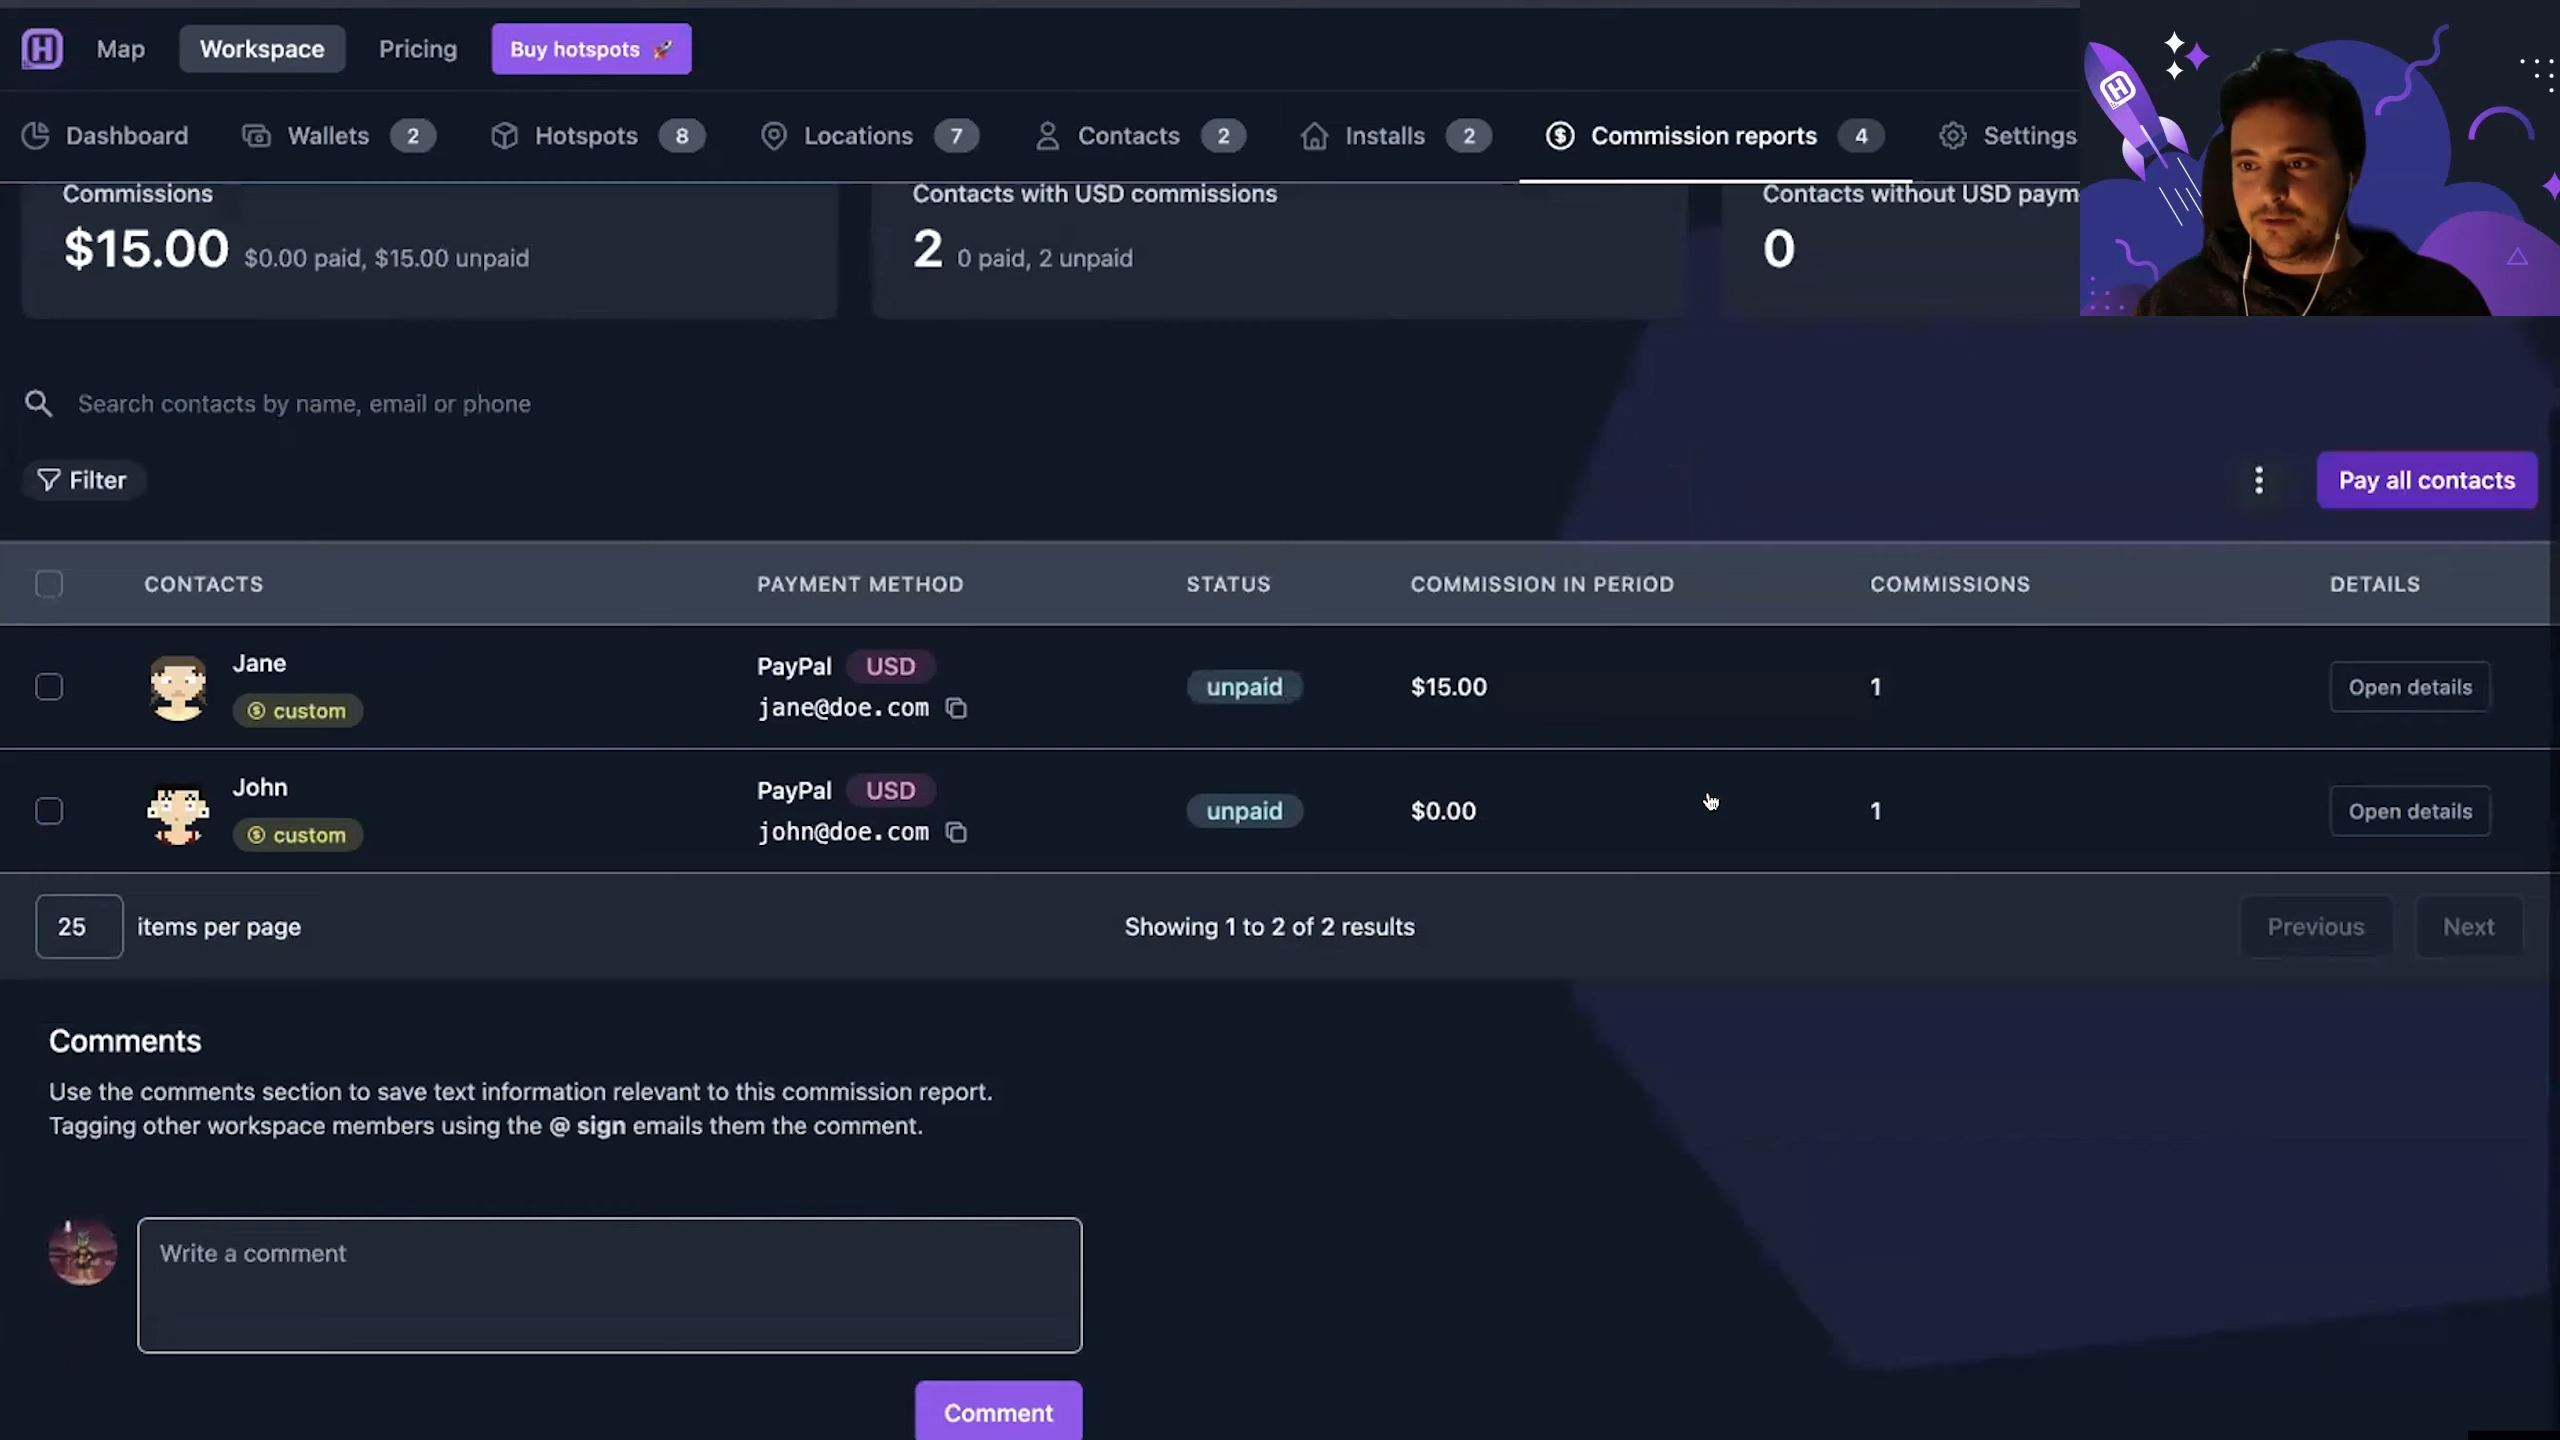 Map
Workspace
Pricing
Buy hotspots
Dashboard
Wallets 2
Hotspots 8
Locations 7
Contacts 2
Installs 2
Commission reports 4
Settings
Commissions
$15.00 $0.00 paid, $15.00 unpaid
Contacts with USD commissions
2 0 paid, 2 unpaid
Contacts without USD paym
0
Search contacts by name, email or phone
Filter
Pay all contacts
CONTACTS PAYMENT METHOD STATUS COMMISSION IN PERIOD COMMISSIONS DETAILS
Jane
custom
PayPal USD
jane@doe.com
unpaid
$15.00
1
Open details
John
custom
PayPal USD
john@doe.com
unpaid
$0.00
1
Open details
25 items per page
Showing 1 to 2 of 2 results
Previous
Next
Comments
Use the comments section to save text information relevant to this commission report.
Tagging other workspace members using the @ sign emails them the comment.
Write a comment
Comment